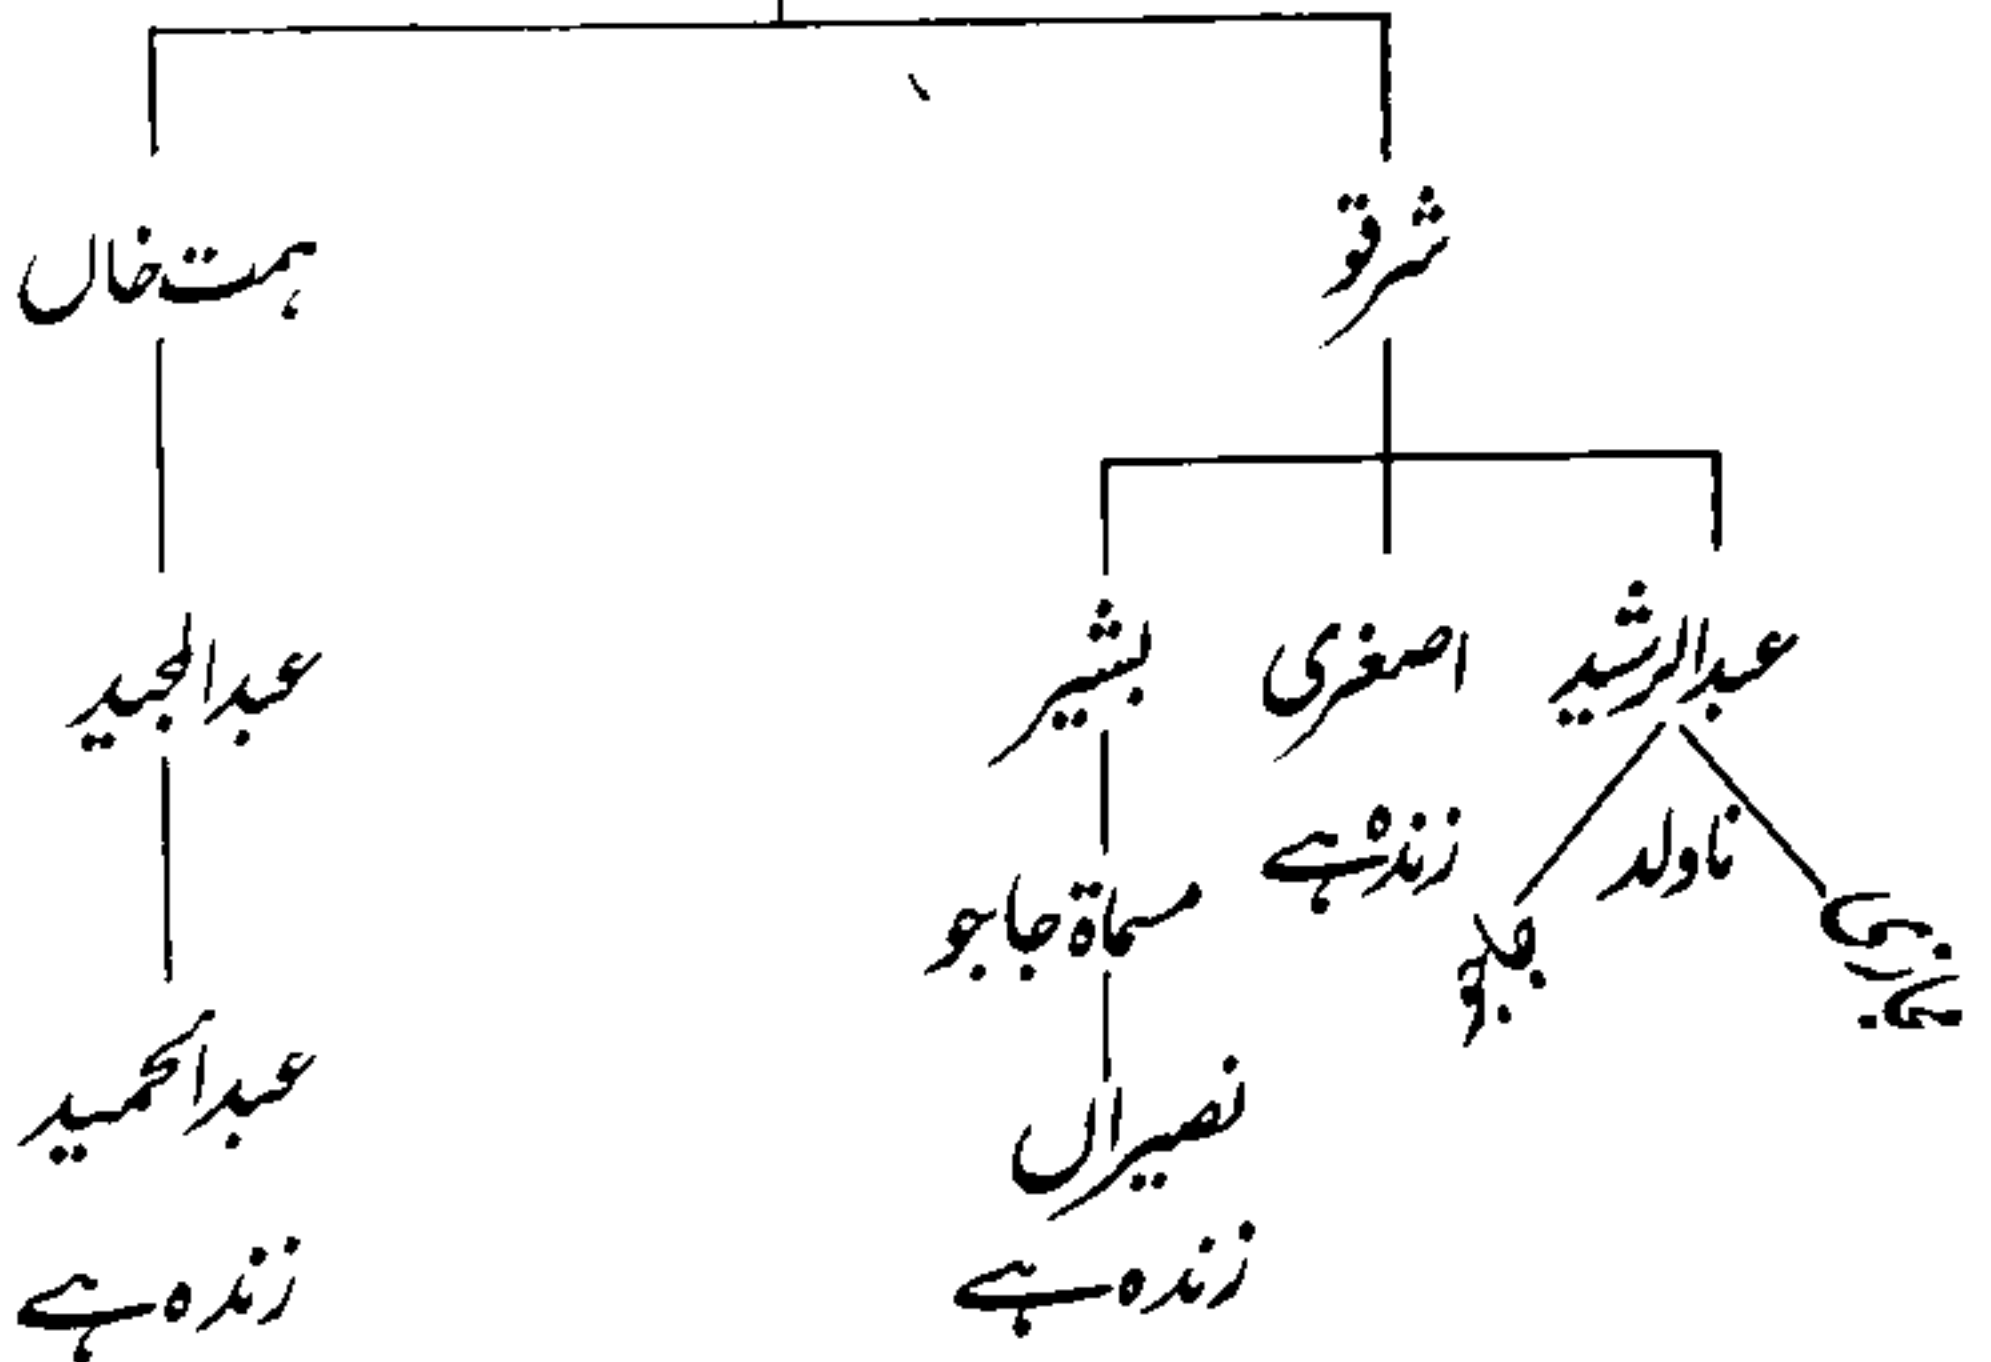 شرفو
ہمت خاں
عبدالرشید
اصغری
بشیر
عبدالمجید
ناولد
زندہ ہے
مسماۃ جاجو
عبدالحمید
نصیراں
زندہ ہے
زندہ ہے